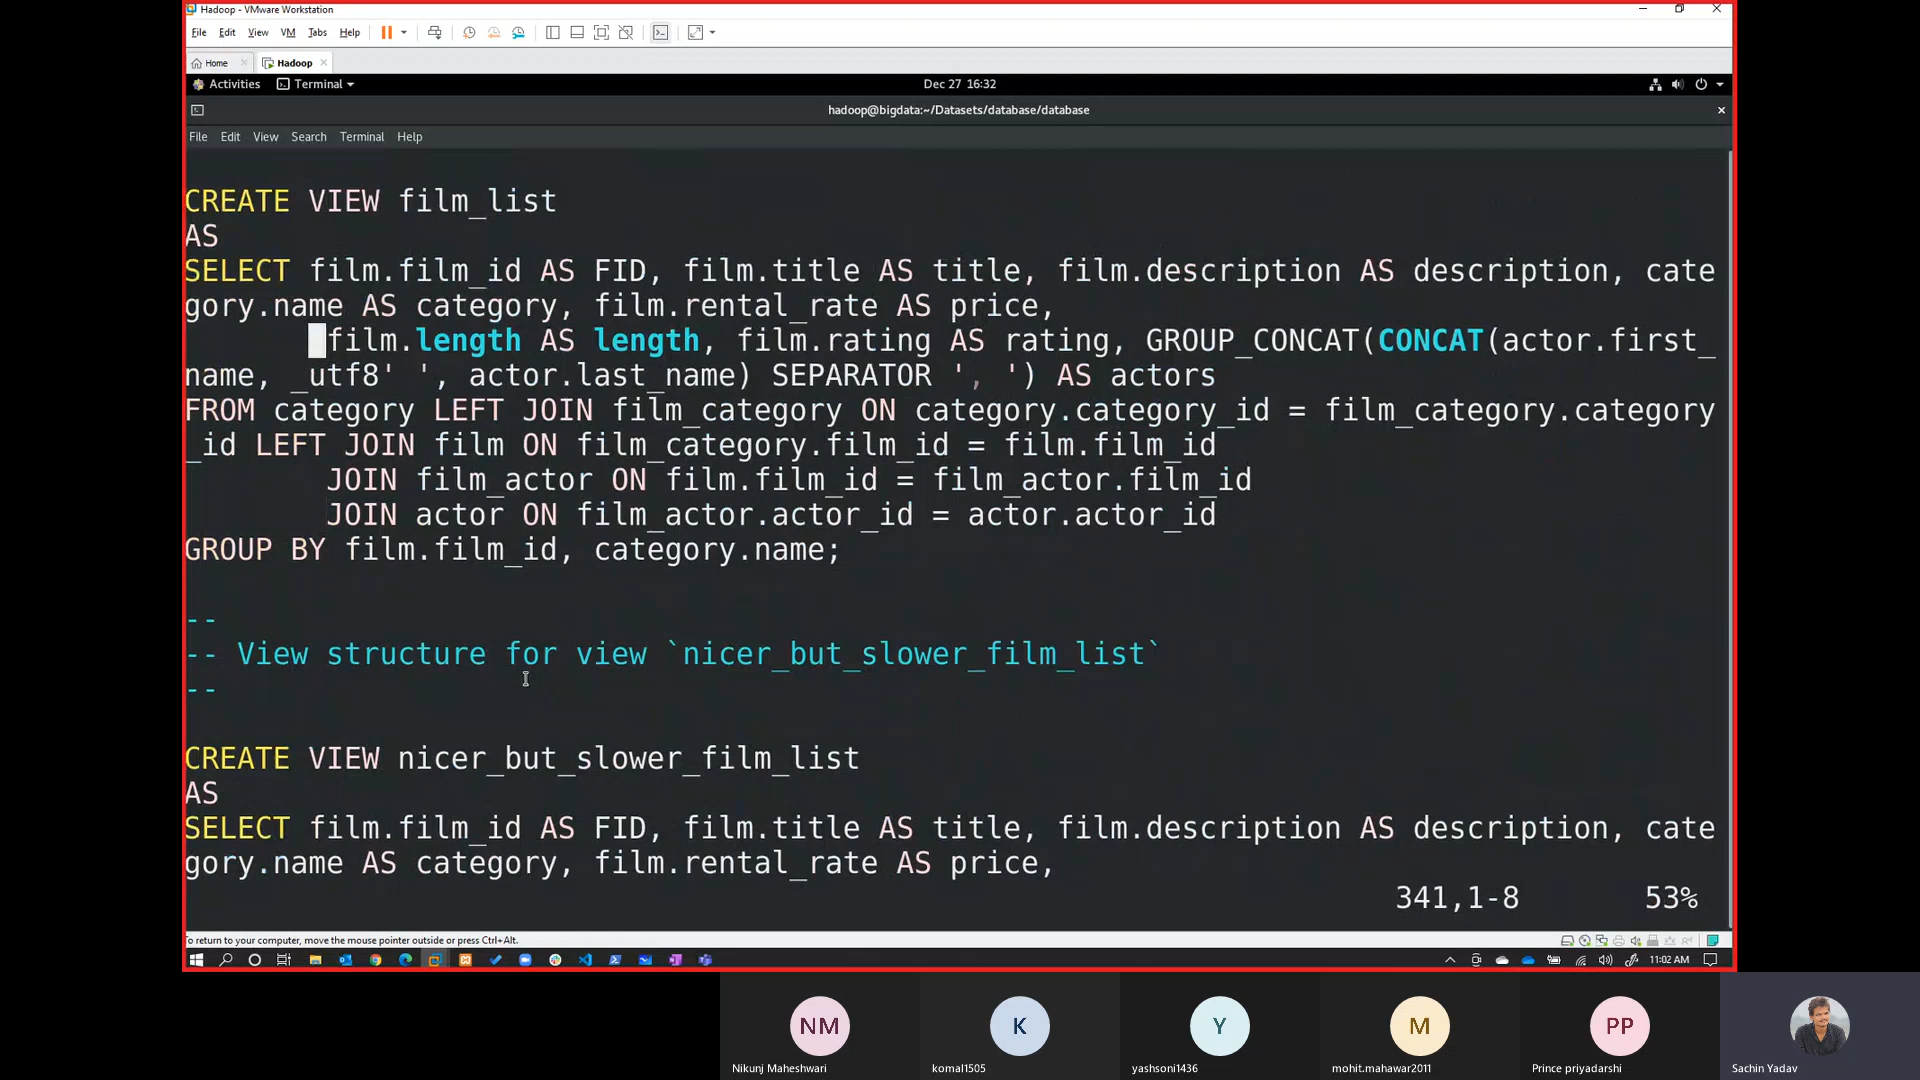 Hadoop - VMware Workstation
File Edit View VM Tabs Help
Home Hadoop
Activities Terminal Dec 27 16:32
hadoop@bigdata:~/Datasets/database/database
File Edit View Search Terminal Help
CREATE VIEW film_list
AS
SELECT film.film_id AS FID, film.title AS title, film.description AS description, cate
gory.name AS category, film.rental_rate AS price,
film.length AS length, film.rating AS rating, GROUP_CONCAT(CONCAT(actor.first_
name, _utf8' ', actor.last_name) SEPARATOR ', ') AS actors
FROM category LEFT JOIN film_category ON category.category_id = film_category.category
_id LEFT JOIN film ON film_category.film_id = film.film_id
JOIN film_actor ON film.film_id = film_actor.film_id
JOIN actor ON film_actor.actor_id = actor.actor_id
GROUP BY film.film_id, category.name;
--
-- View structure for view `nicer_but_slower_film_list`
--
CREATE VIEW nicer_but_slower_film_list
AS
SELECT film.film_id AS FID, film.title AS title, film.description AS description, cate
gory.name AS category, film.rental_rate AS price,
341,1-8 53%
To return to your computer, move the mouse pointer outside or press Ctrl+Alt.
11:02 AM
NM K Y M PP
Nikunj Maheshwari komal1505 yashsoni1436 mohit.mahawar2011 Prince priyadarshi Sachin Yadav